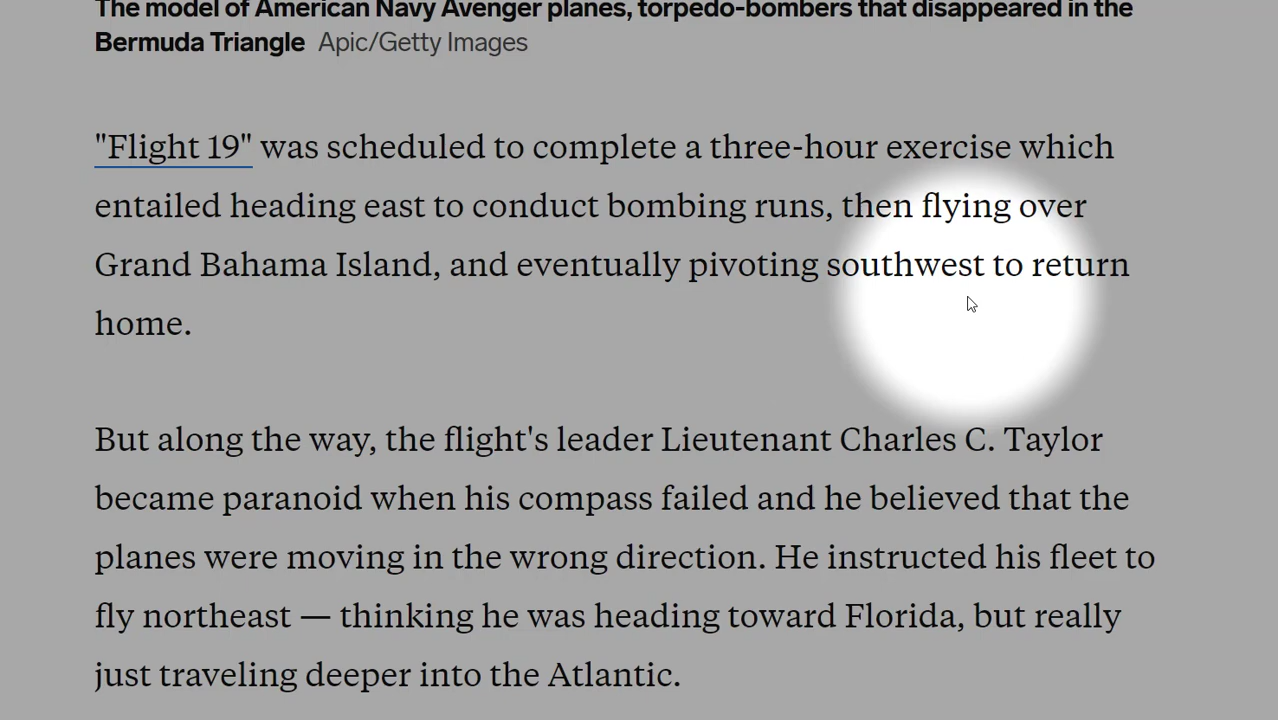 The model of American Navy Avenger planes, torpedo-bombers that disappeared in the
Bermuda Triangle Apic/Getty Images
"Flight 19" was scheduled to complete a three-hour exercise which
entailed heading east to conduct bombing runs, then flying over
Grand Bahama Island, and eventually pivoting southwest to return
home.
But along the way, the flight's leader Lieutenant Charles C. Taylor
became paranoid when his compass failed and he believed that the
planes were moving in the wrong direction. He instructed his fleet to
fly northeast — thinking he was heading toward Florida, but really
just traveling deeper into the Atlantic.